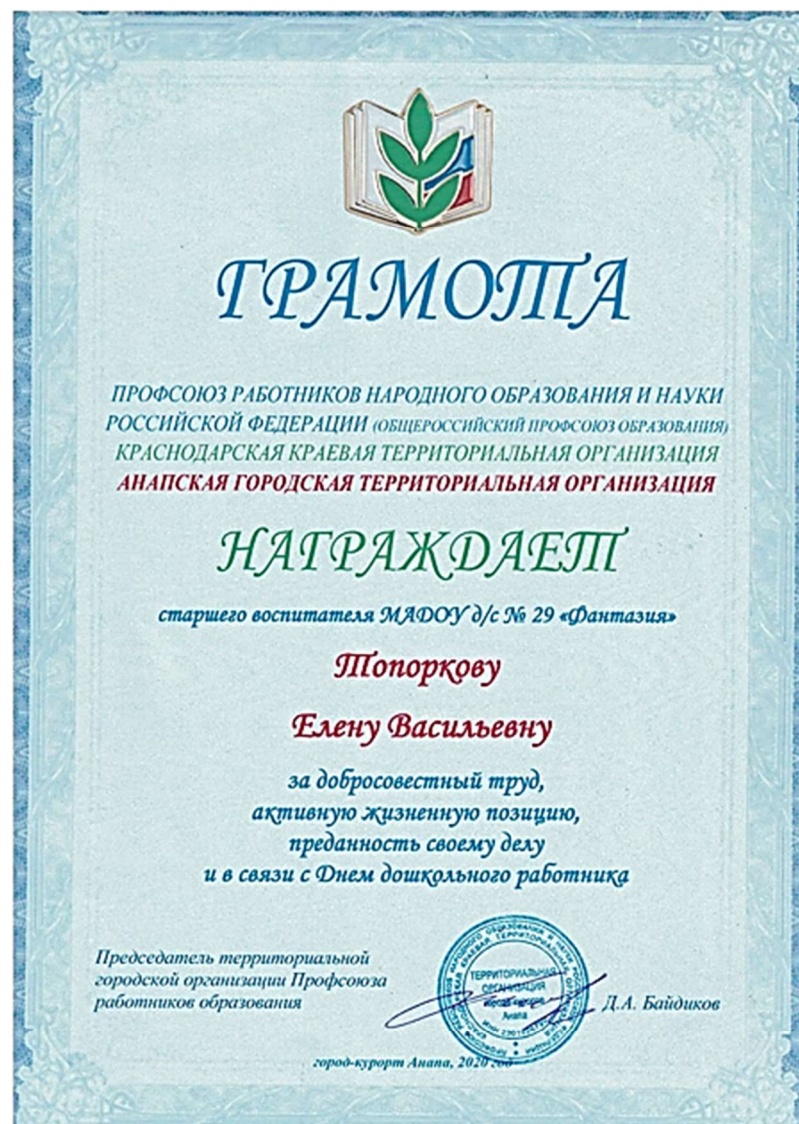 ГРАМОТА
ПРОФСОЮЗ РАБОТНИКОВ НАРОДНОГО ОБРАЗОВАНИЯ И НАУКИ
РОССИЙСКОЙ ФЕДЕРАЦИИ (ОБЩЕРОССИЙСКИЙ ПРОФСОЮЗ ОБРАЗОВАНИЯ)
КРАСНОДАРСКАЯ КРАЕВАЯ ТЕРРИТОРИАЛЬНАЯ ОРГАНИЗАЦИЯ
АНАПСКАЯ ГОРОДСКАЯ ТЕРРИТОРИАЛЬНАЯ ОРГАНИЗАЦИЯ
НАГРАЖДАЕТ
старшего воспитателя МАДОУ д/с № 29 «Фантазия»
Топоркову
Елену Васильевну
за добросовестный труд,
активную жизненную позицию,
преданность своему делу
и в связи с Днем дошкольного работника
Председатель территориальной
городской организации Профсоюза
работников образования
ТЕРРИТОРИАЛЬНАЯ
ОРГАНИЗАЦИЯ
Анапа
Д.А. Байдиков
город-курорт Анапа, 2020 год